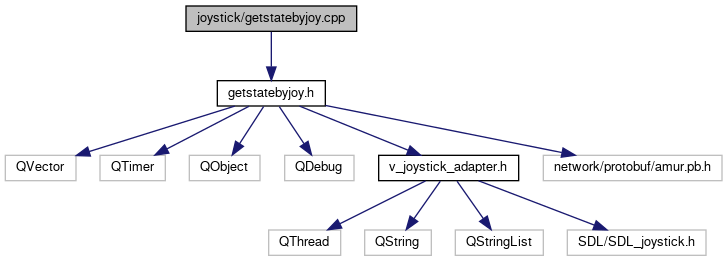 joystick/getstatebyjoy.cpp
getstatebyjoy.h
QVector
QTimer
QObject
QDebug
v_joystick_adapter.h
network/protobuf/amur.pb.h
QThread
QString
QStringList
SDL/SDL_joystick.h